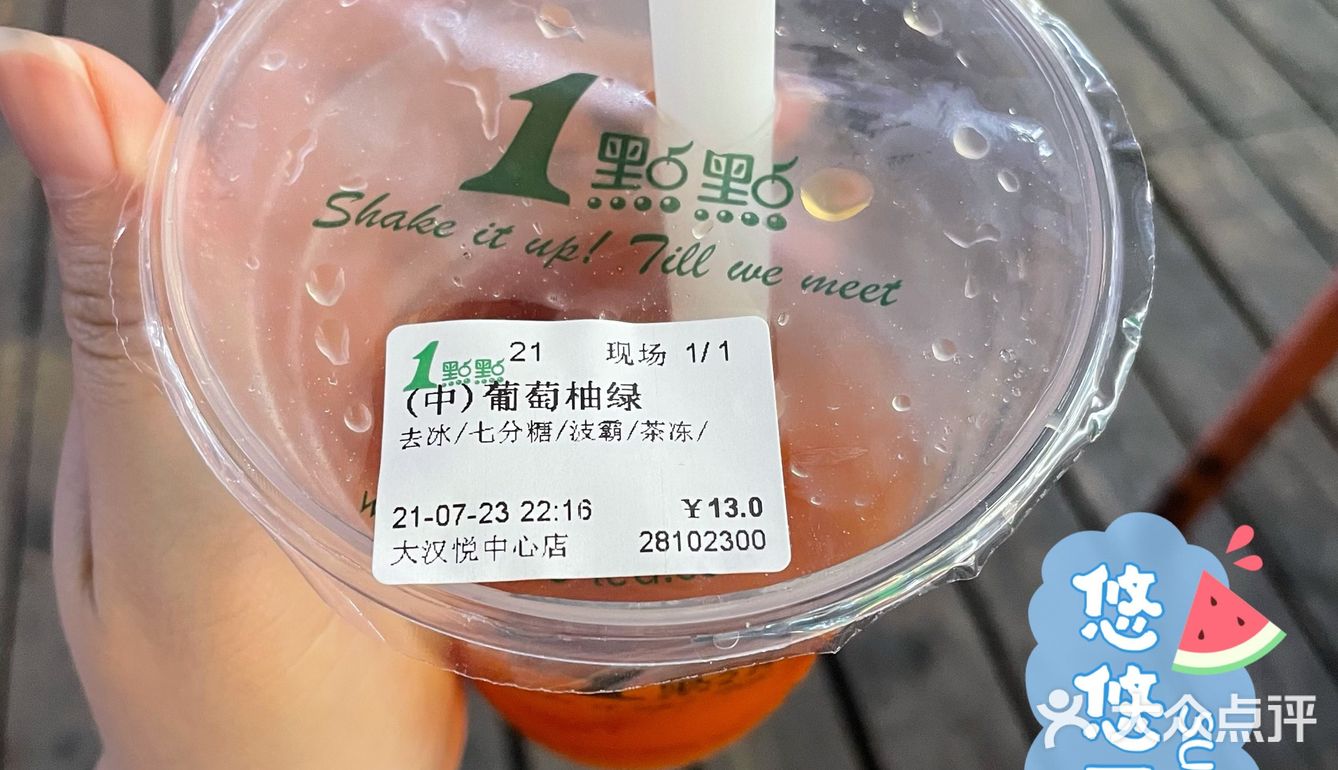 1點點
Shake it up! Till we meet
1點點 21 现场 1/1
(中)葡萄柚绿
去冰/七分糖/波霸/茶冻/
21-07-23 22:16 ￥13.0
大汉悦中心店 28102300
悠
悠
大众点评